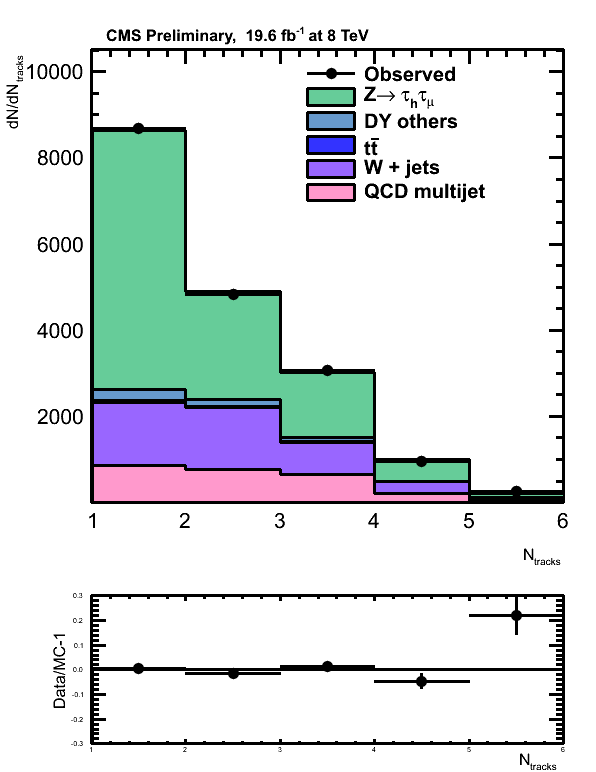 CMS Preliminary, 19.6 fb⁻¹ at 8 TeV
dN/dN_tracks
10000
8000
6000
4000
2000
Observed
Z→ τ_hτ_μ
DY others
tt̄
W + jets
QCD multijet
1 2 3 4 5 6
N_tracks
Data/MC-1
0.3
0.2
0.1
0.0
-0.1
-0.2
-0.3
1 2 3 4 5 6
N_tracks